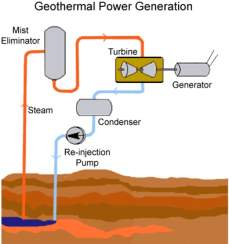 Geothermal Power Generation
Mist
Eliminator
Turbine
Generator
Steam
Condenser
Re-injection
Pump